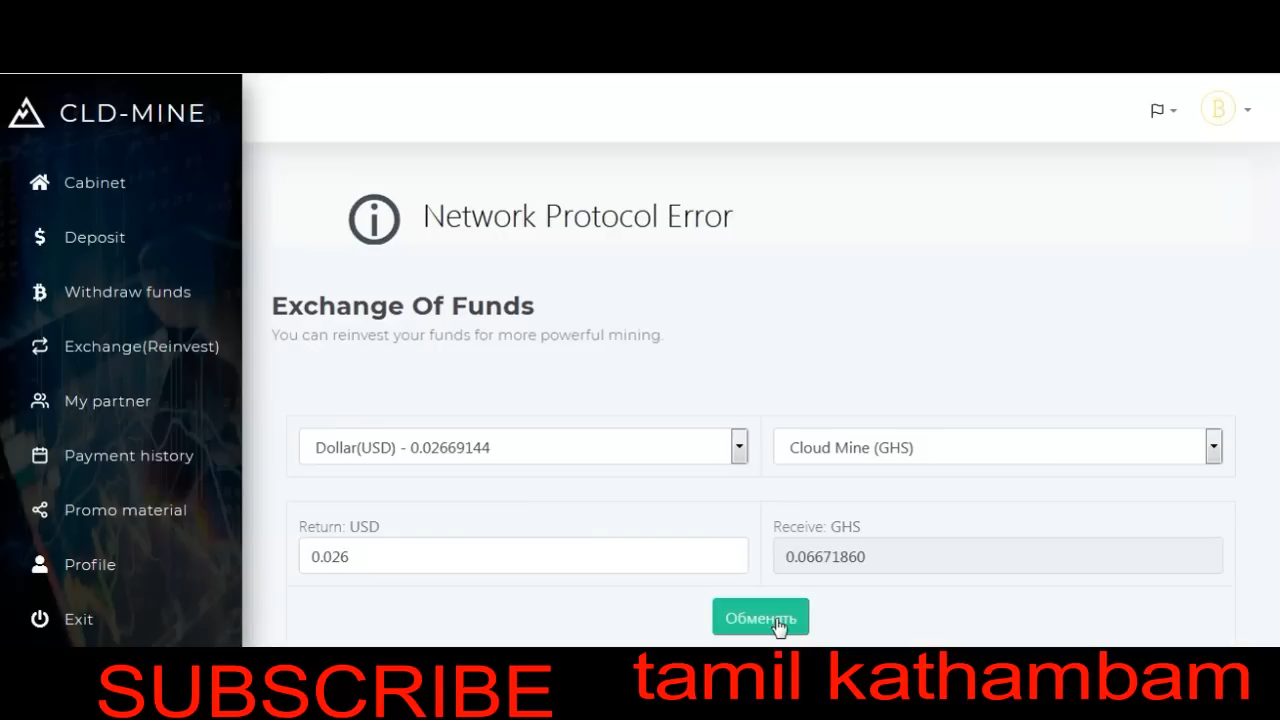 CLD-MINE
Cabinet
Deposit
Withdraw funds
Exchange(Reinvest)
My partner
Payment history
Promo material
Profile
Exit
Network Protocol Error
Exchange Of Funds
You can reinvest your funds for more powerful mining.
Dollar(USD) - 0.02669144
Cloud Mine (GHS)
Return: USD
Receive: GHS
0.026
0.06671860
Обменять
SUBSCRIBE
tamil kathambam